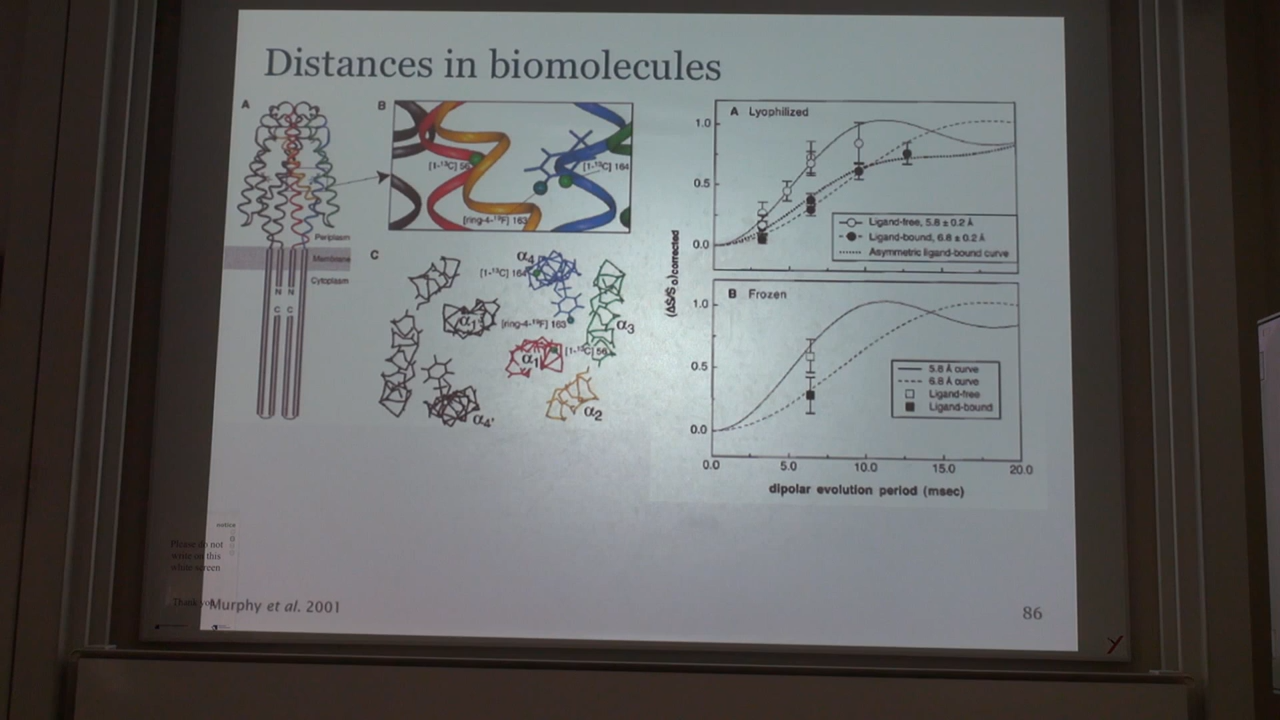 Distances in biomolecules
A
Periplasm
Membrane
Cytoplasm
N N
C C
B
[1-¹³C] 56
[1-¹³C] 164
[ring-4-¹⁹F] 163
C
α4
[1-¹³C] 164
α1'
[ring-4-¹⁹F] 163
α3
α1
[1-¹³C] 56
α2
α4'
(ΔS/S₀)corrected
A Lyophilized
1.0
0.5
0.0
Ligand-free, 5.8 ± 0.2 Å
Ligand-bound, 6.8 ± 0.2 Å
Asymmetric ligand-bound curve
B Frozen
1.0
0.5
0.0
5.8 Å curve
6.8 Å curve
Ligand-free
Ligand-bound
0.0 5.0 10.0 15.0 20.0
dipolar evolution period (msec)
notice
Please do not
write on this
white screen
Thank you
Murphy et al. 2001
86